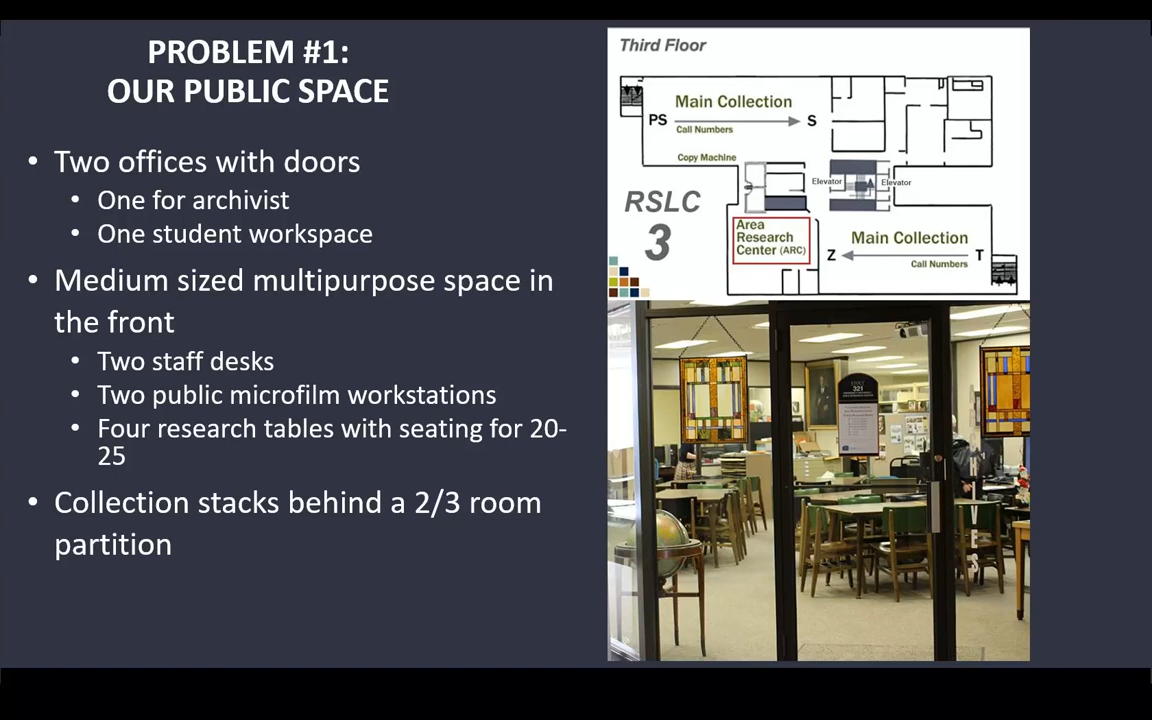 PROBLEM #1:
OUR PUBLIC SPACE
• Two offices with doors
• One for archivist
• One student workspace
• Medium sized multipurpose space in
the front
• Two staff desks
• Two public microfilm workstations
• Four research tables with seating for 20-
25
• Collection stacks behind a 2/3 room
partition
Third Floor
Main Collection
PS
S
Call Numbers
Copy Machine
Elevator
Elevator
RSLC
3
Area
Research
Center (ARC)
Main Collection
Z
T
Call Numbers
321